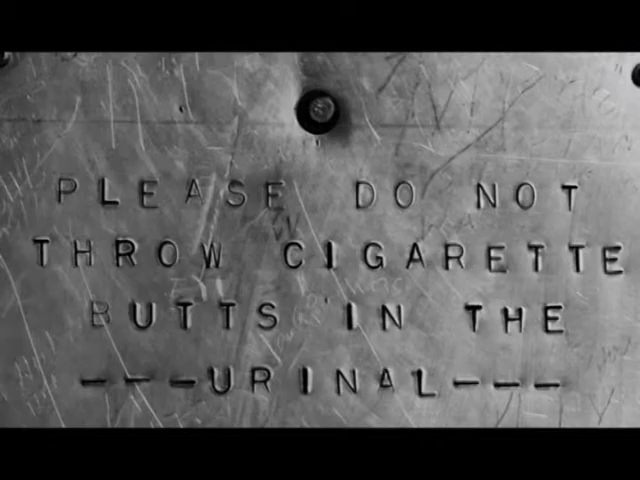 PLEASE DO NOT
THROW CIGARETTE
BUTTS IN THE
---URINAL---